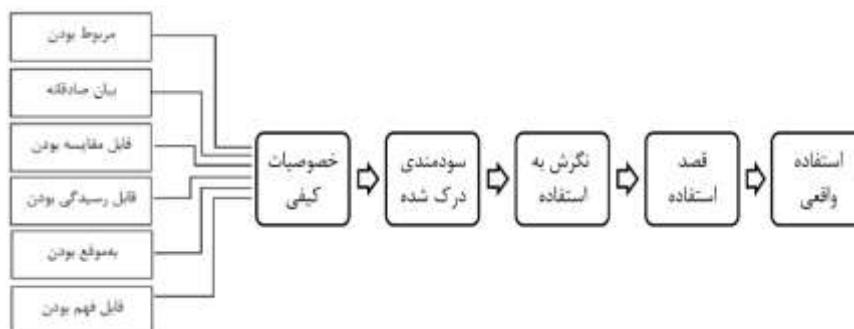 مربوط بودن
بیان صادقانه
قابل مقایسه بودن
قابل رسیدگی بودن
به‌موقع بودن
قابل فهم بودن
خصوصیات
کیفی
سودمندی
درک شده
نگرش به
استفاده
قصد
استفاده
استفاده
واقعی